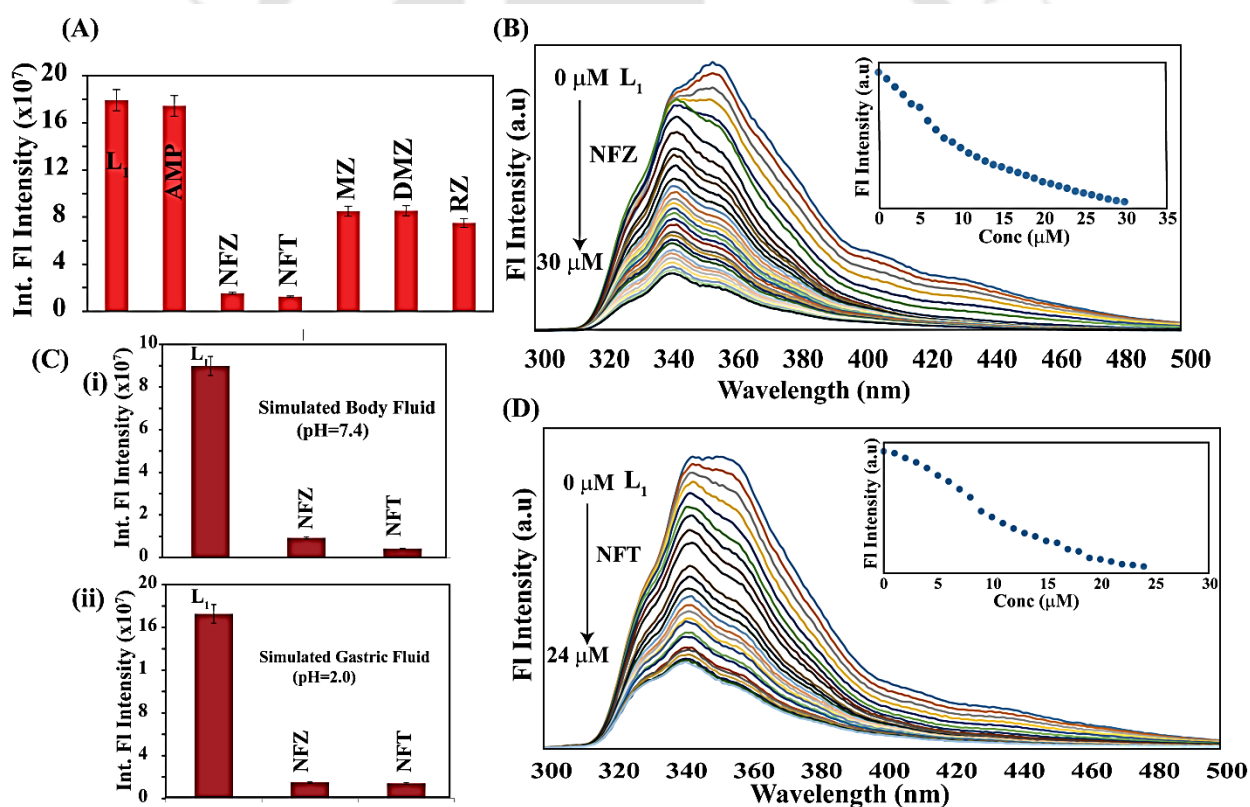 (A)
Int. Fl Intensity (x10⁷)
20
16
12
8
4
0
L₁
AMP
NFZ
NFT
MZ
DMZ
RZ
(B)
Fl Intensity (a.u)
0 µM L₁
NFZ
30 µM
300 320 340 360 380 400 420 440 460 480 500
Wavelength (nm)
Fl Intensity (a.u)
0 5 10 15 20 25 30 35
Conc (µM)
(C)
(i)
Int. Fl Intensity (x10⁷)
10
8
6
4
2
0
L₁
Simulated Body Fluid
(pH=7.4)
NFZ
NFT
(ii)
Int. Fl Intensity (x10⁷)
20
16
12
8
4
0
L₁
Simulated Gastric Fluid
(pH=2.0)
NFZ
NFT
(D)
Fl Intensity (a.u)
0 µM L₁
NFT
24 µM
300 320 340 360 380 400 420 440 460 480 500
Wavelength (nm)
Fl Intensity (a.u)
0 5 10 15 20 25 30
Conc (µM)